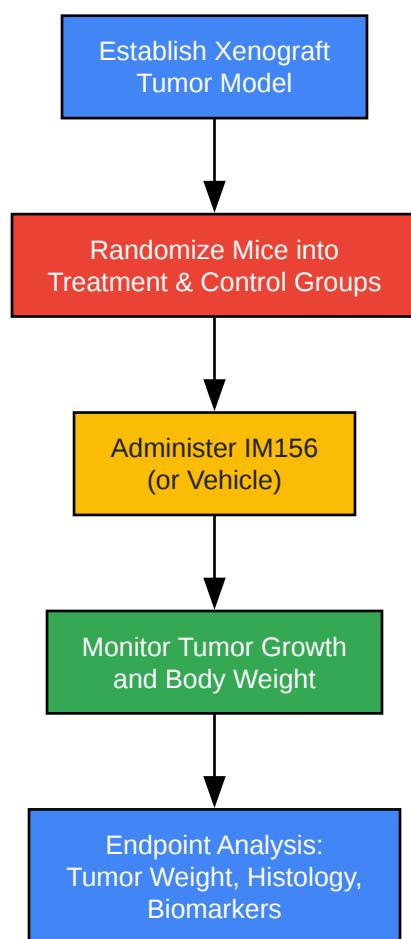 Establish Xenograft
Tumor Model
Randomize Mice into
Treatment & Control Groups
Administer IM156
(or Vehicle)
Monitor Tumor Growth
and Body Weight
Endpoint Analysis:
Tumor Weight, Histology,
Biomarkers